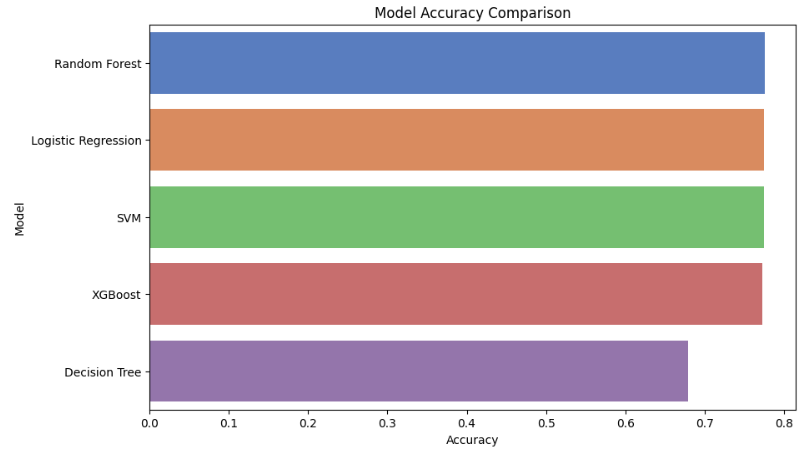 Model Accuracy Comparison
Random Forest
Logistic Regression
SVM
XGBoost
Decision Tree
Model
0.0 0.1 0.2 0.3 0.4 0.5 0.6 0.7 0.8
Accuracy